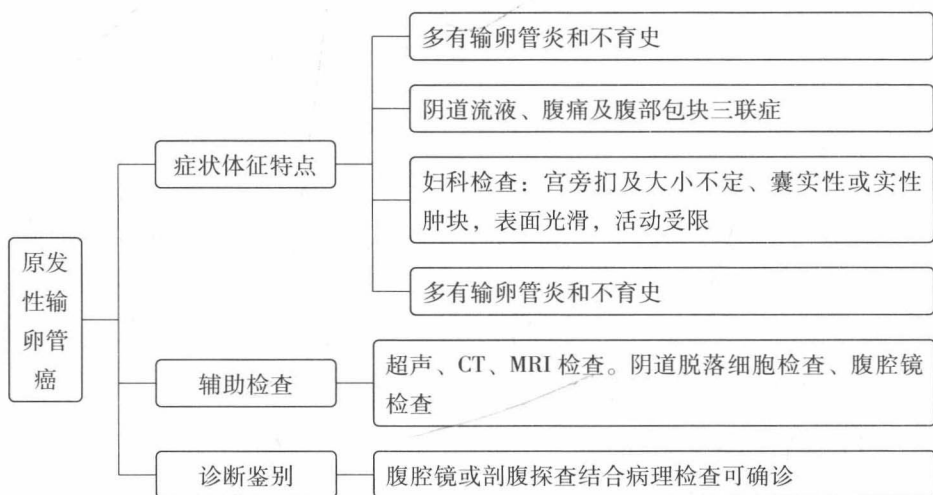 多有输卵管炎和不育史
阴道流液、腹痛及腹部包块三联症
症状体征特点
妇科检查：宫旁扪及大小不定、囊实性或实性
肿块，表面光滑，活动受限
原发
性输
卵管
癌
多有输卵管炎和不育史
超声、CT、MRI 检查。阴道脱落细胞检查、腹腔镜
检查
辅助检查
诊断鉴别
腹腔镜或剖腹探查结合病理检查可确诊